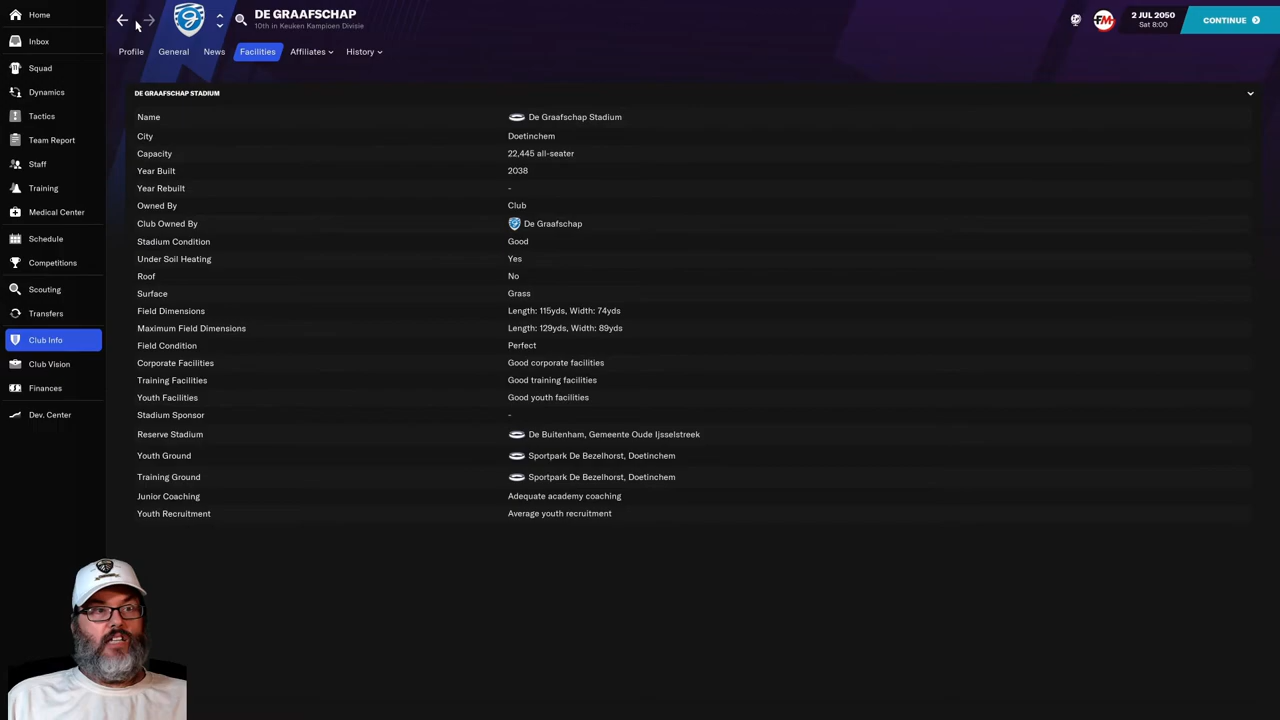 DE GRAAFSCHAP
10th in Keuken Kampioen Divisie
2 JUL 2050
Sat 8:00
CONTINUE
Profile General News Facilities Affiliates History
Home
Inbox
Squad
Dynamics
Tactics
Team Report
Staff
Training
Medical Center
Schedule
Competitions
Scouting
Transfers
Club Info
Club Vision
Finances
Dev. Center
DE GRAAFSCHAP STADIUM
Name De Graafschap Stadium
City Doetinchem
Capacity 22,445 all-seater
Year Built 2038
Year Rebuilt -
Owned By Club
Club Owned By De Graafschap
Stadium Condition Good
Under Soil Heating Yes
Roof No
Surface Grass
Field Dimensions Length: 115yds, Width: 74yds
Maximum Field Dimensions Length: 129yds, Width: 89yds
Field Condition Perfect
Corporate Facilities Good corporate facilities
Training Facilities Good training facilities
Youth Facilities Good youth facilities
Stadium Sponsor -
Reserve Stadium De Buitenham, Gemeente Oude Ijsselstreek
Youth Ground Sportpark De Bezelhorst, Doetinchem
Training Ground Sportpark De Bezelhorst, Doetinchem
Junior Coaching Adequate academy coaching
Youth Recruitment Average youth recruitment